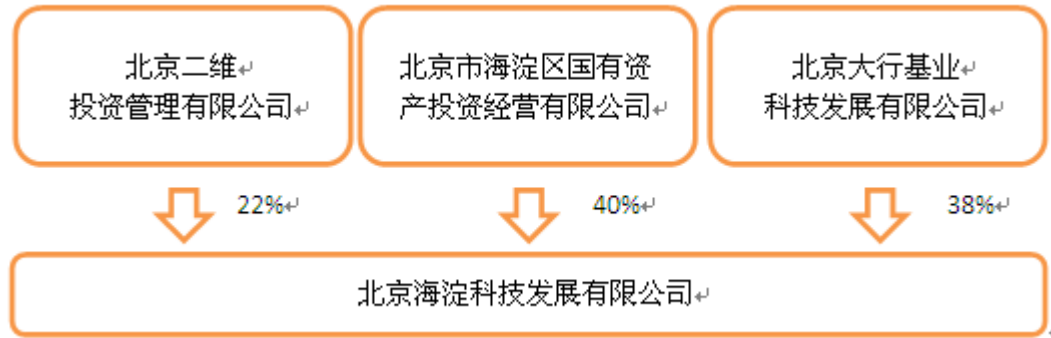 北京二维
投资管理有限公司
北京市海淀区国有资
产投资经营有限公司
北京大行基业
科技发展有限公司
22%
40%
38%
北京海淀科技发展有限公司